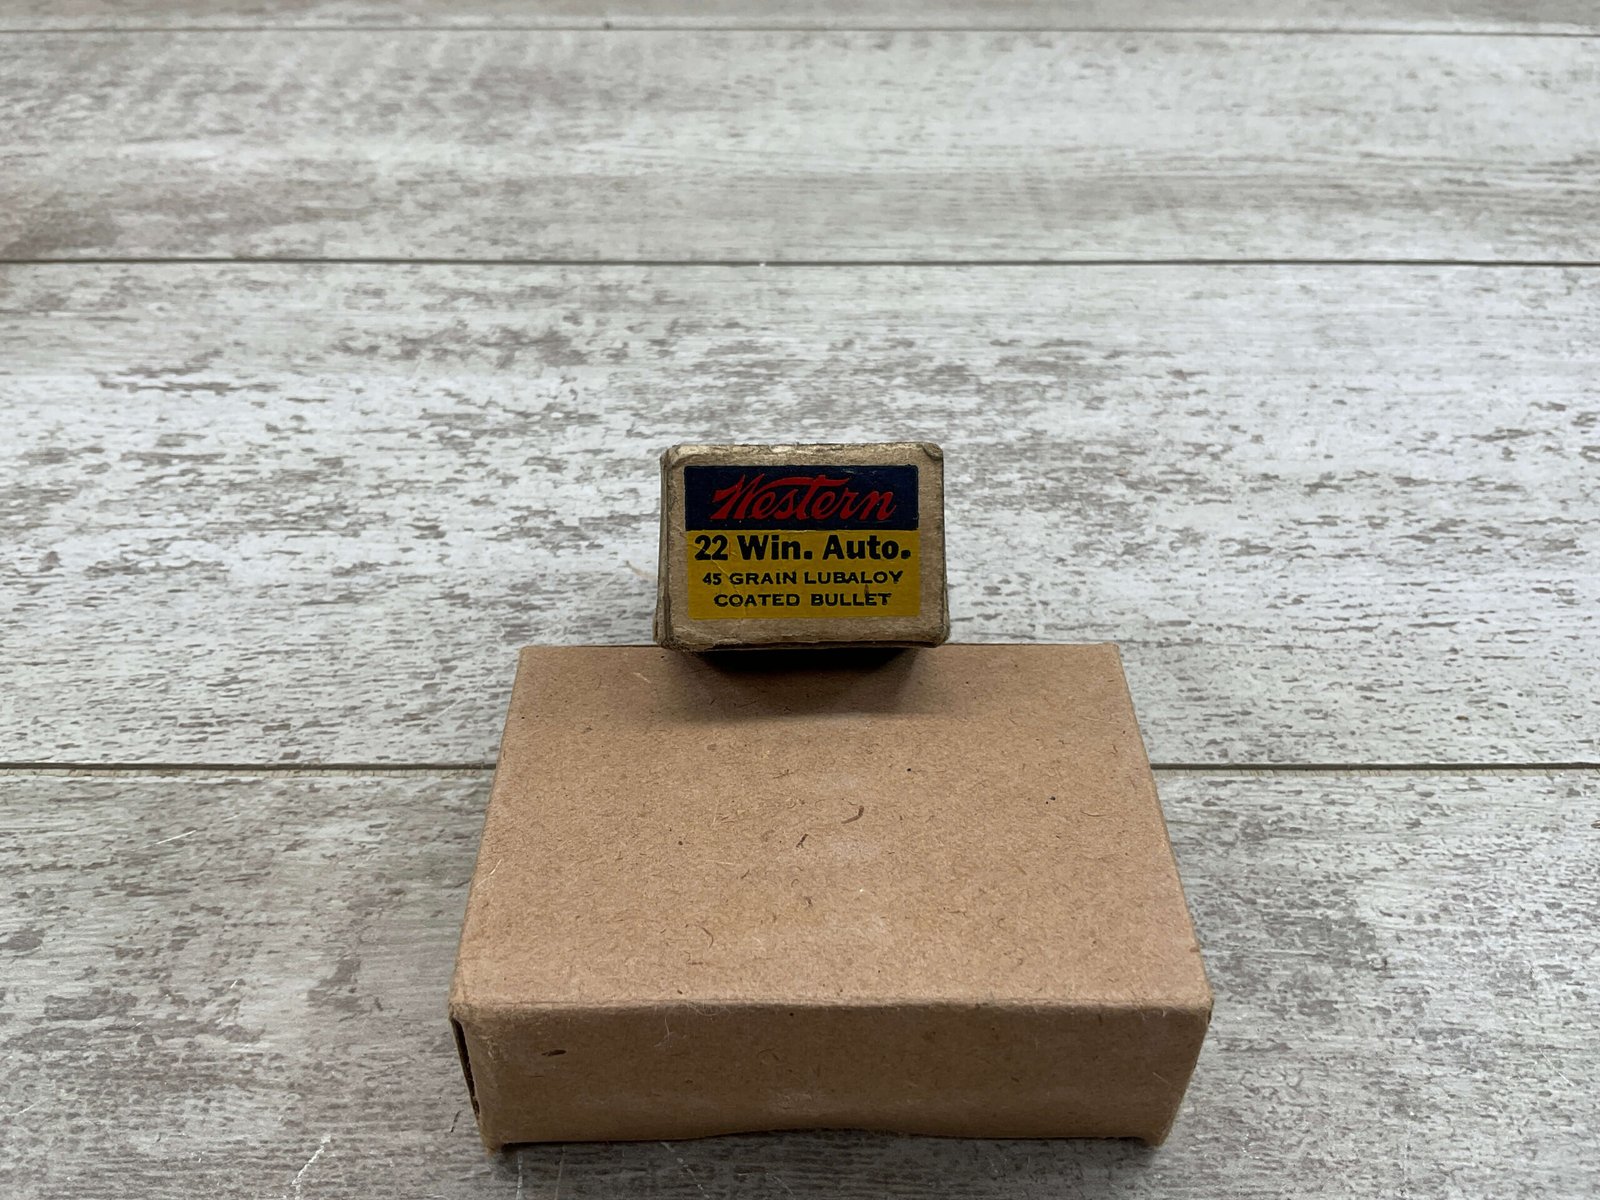 Western
22 Win. Auto.
45 GRAIN LUBALOY
COATED BULLET